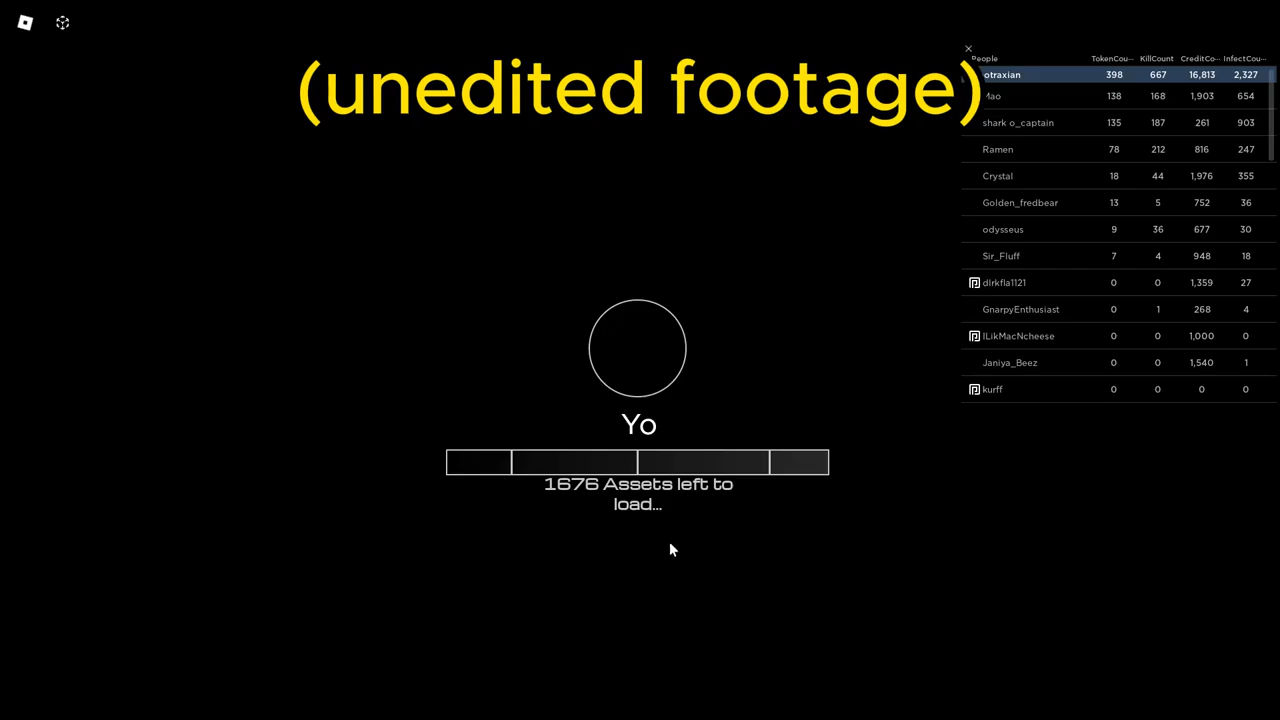 (unedited footage)
People TokenCou... KillCount CreditCo... InfectCou...
otraxian 398 667 16,813 2,327
Mao 138 168 1,903 654
shark o_captain 135 187 261 903
Ramen 78 212 816 247
Crystal 18 44 1,976 355
Golden_fredbear 13 5 752 36
odysseus 9 36 677 30
Sir_Fluff 7 4 948 18
dlrkfla1121 0 0 1,359 27
GnarpyEnthusiast 0 1 268 4
ILikMacNcheese 0 0 1,000 0
Janiya_Beez 0 0 1,540 1
kurff 0 0 0 0
Yo
1676 Assets left to
load...